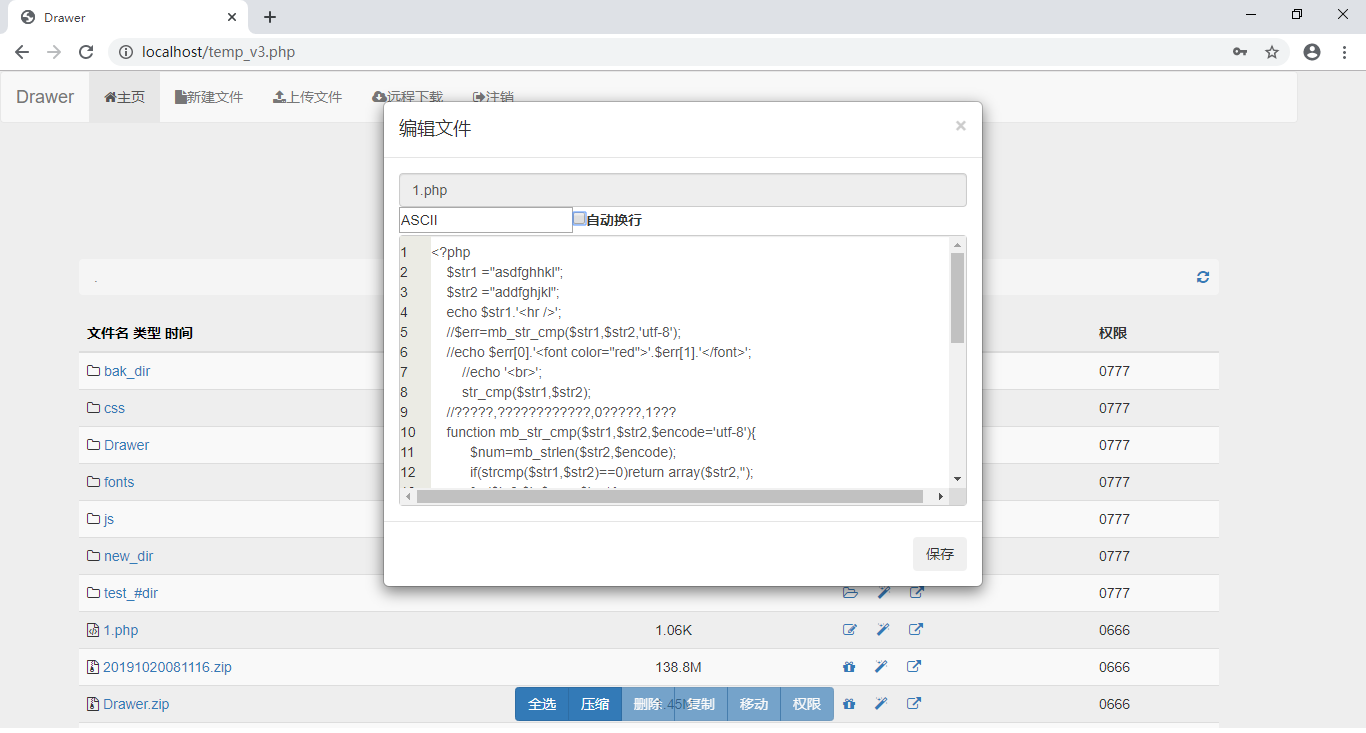 Drawer
localhost/temp_v3.php
Drawer 主页 新建文件 上传文件 远程下载 注销
编辑文件 ×
1.php
ASCII 自动换行
1 <?php
2 $str1 ="asdfghhkl";
3 $str2 ="addfghjkl";
4 echo $str1.'<hr />';
5 //$err=mb_str_cmp($str1,$str2,'utf-8');
6 //echo $err[0].'<font color="red">'.$err[1].'</font>';
7 //echo '<br>';
8 str_cmp($str1,$str2);
9 //?????,????????????,0?????,1???
10 function mb_str_cmp($str1,$str2,$encode='utf-8'){
11 $num=mb_strlen($str2,$encode);
12 if(strcmp($str1,$str2)==0)return array($str2,'');
保存
.
文件名 类型 时间 权限
bak_dir 0777
css 0777
Drawer 0777
fonts 0777
js 0777
new_dir 0777
test_#dir 0777
1.php 1.06K 0666
20191020081116.zip 138.8M 0666
Drawer.zip 0666
全选 压缩 删除 复制 移动 权限